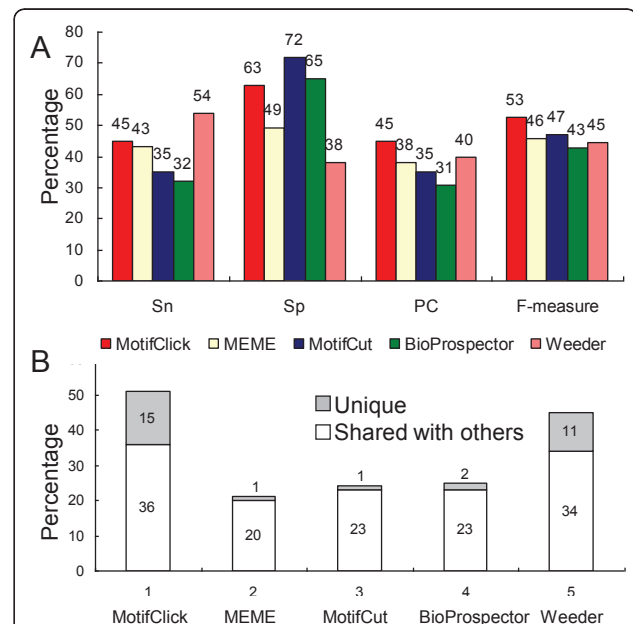 A
Percentage
80
70
60
50
40
30
20
10
0
45 43 35 32 54
63 49 72 65 38
45 38 35 31 40
53 46 47 43 45
Sn Sp PC F-measure
MotifClick MEME MotifCut BioProspector Weeder
B
Percentage
50
40
30
20
10
0
Unique
Shared with others
15 1 1 2 11
36 20 23 23 34
1 2 3 4 5
MotifClick MEME MotifCut BioProspector Weeder